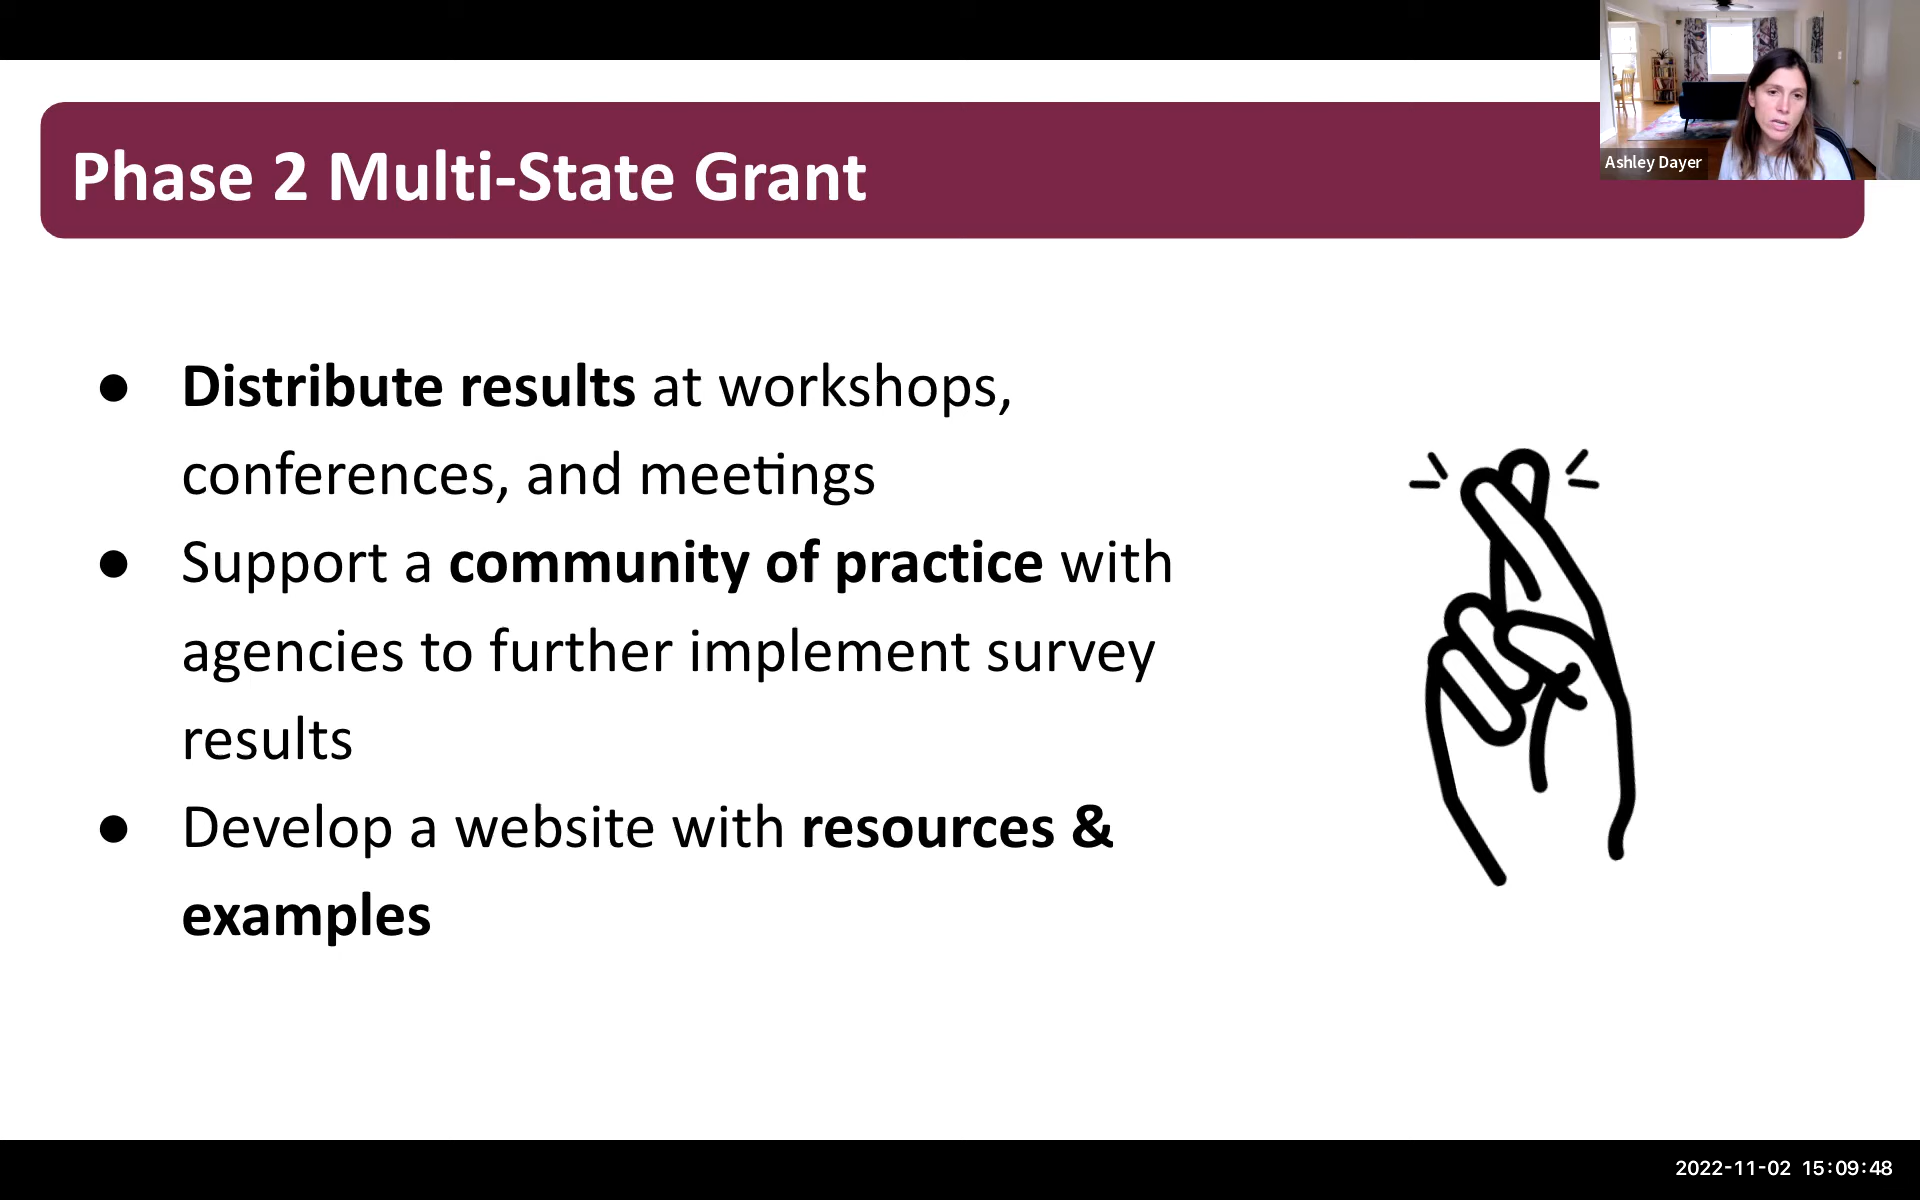 Phase 2 Multi-State Grant
Ashley Dayer
● Distribute results at workshops,
conferences, and meetings
● Support a community of practice with
agencies to further implement survey
results
● Develop a website with resources &
examples
2022-11-02 15:09:48